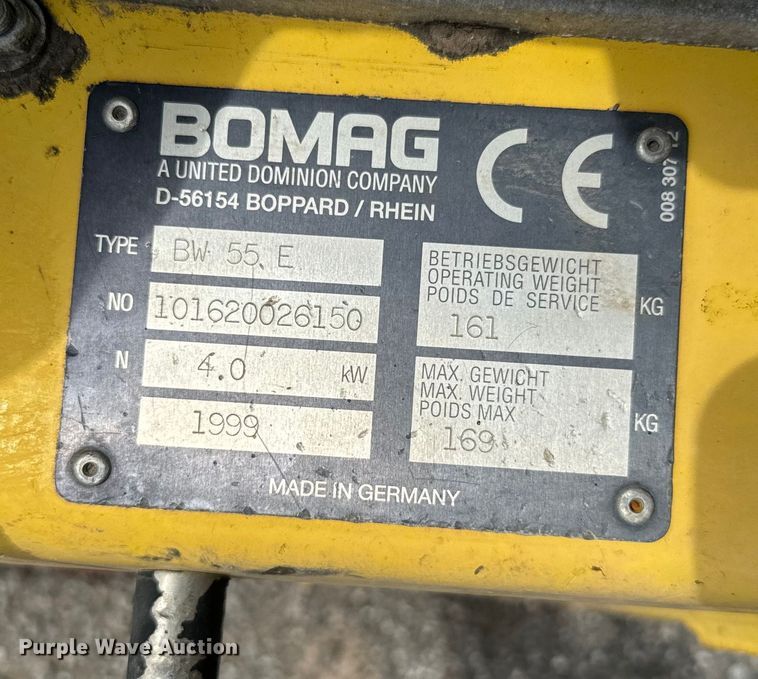 BOMAG
A UNITED DOMINION COMPANY
D-56154 BOPPARD / RHEIN
CE
TYPE BW 55 E
NO 101620026150
N 4.0 kW
1999
BETRIEBSGEWICHT
OPERATING WEIGHT
POIDS DE SERVICE
161 KG
MAX. GEWICHT
MAX. WEIGHT
POIDS MAX
169 KG
MADE IN GERMANY
008
Purple Wave Auction